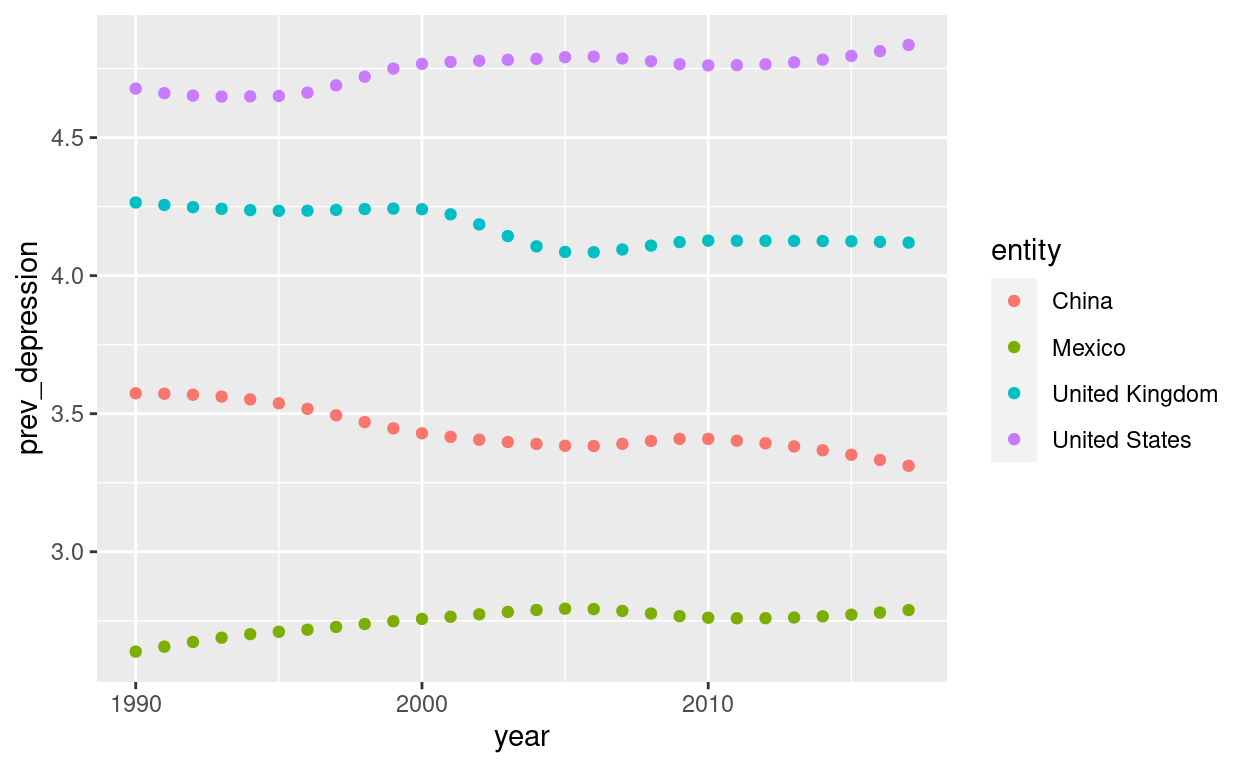 4.5
4.0
3.5
3.0
prev_depression
1990
2000
2010
year
entity
China
Mexico
United Kingdom
United States